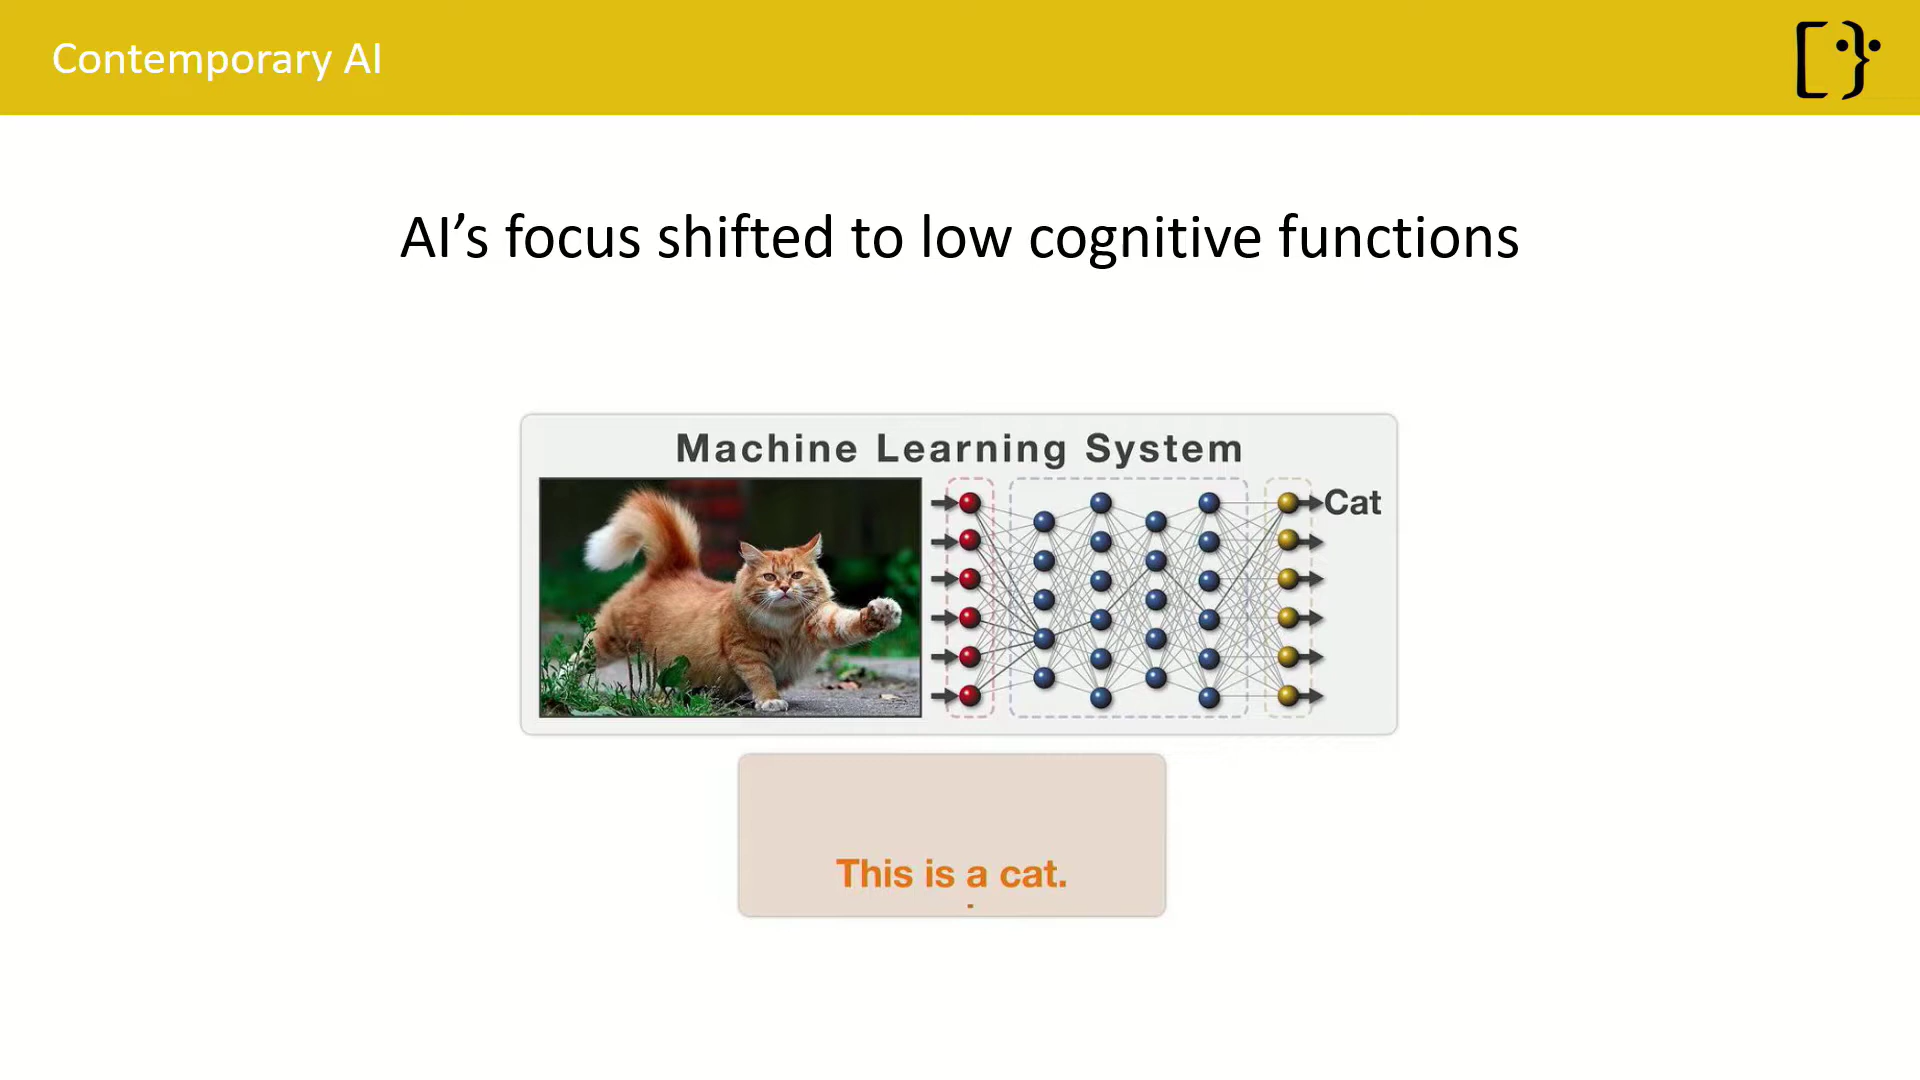 Contemporary AI
AI’s focus shifted to low cognitive functions
Machine Learning System
Cat
This is a cat.